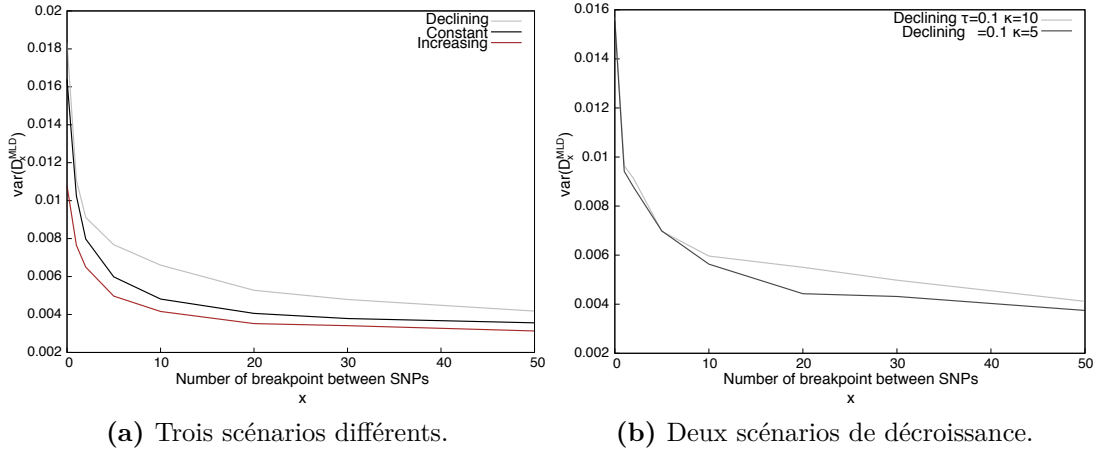 0.02
0.018
0.016
0.014
0.012
0.01
0.008
0.006
0.004
0.002
var(D_x^MLD)
Declining
Constant
Increasing
0 10 20 30 40 50
Number of breakpoint between SNPs
x
(a) Trois scénarios différents.
0.016
0.014
0.012
0.01
0.008
0.006
0.004
0.002
var(D_x^MLD)
Declining τ=0.1 κ=10
Declining =0.1 κ=5
0 10 20 30 40 50
Number of breakpoint between SNPs
x
(b) Deux scénarios de décroissance.